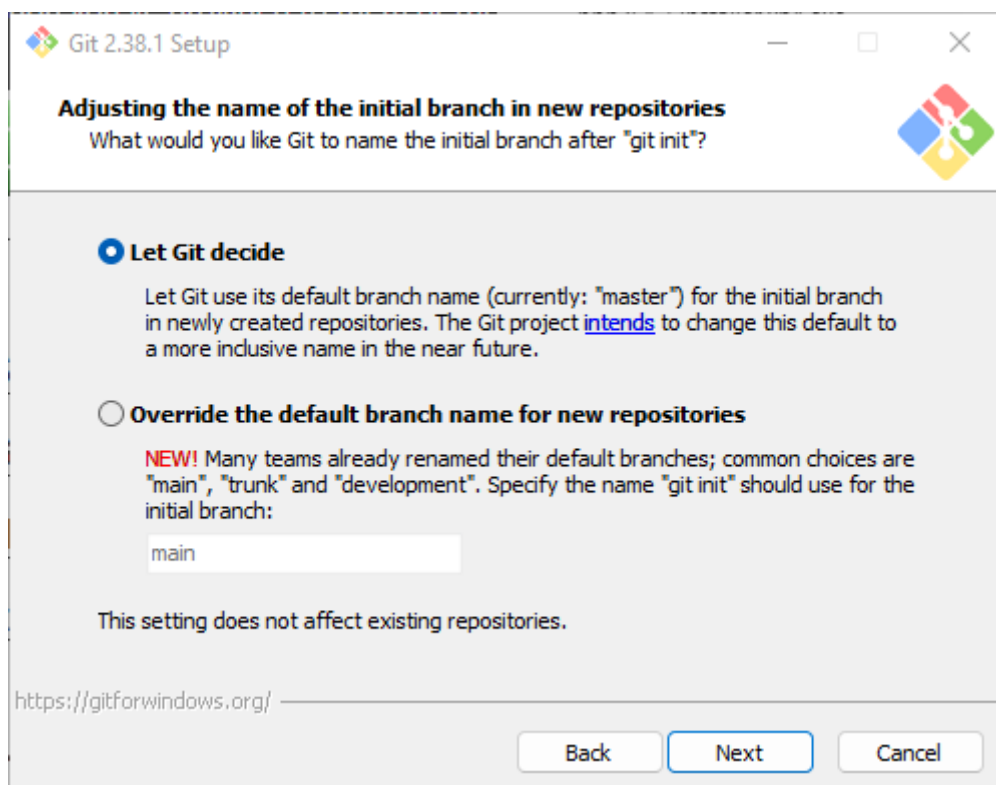 Git 2.38.1 Setup
Adjusting the name of the initial branch in new repositories
What would you like Git to name the initial branch after "git init"?
Let Git decide
Let Git use its default branch name (currently: "master") for the initial branch
in newly created repositories. The Git project intends to change this default to
a more inclusive name in the near future.
Override the default branch name for new repositories
NEW! Many teams already renamed their default branches; common choices are
"main", "trunk" and "development". Specify the name "git init" should use for the
initial branch:
main
This setting does not affect existing repositories.
https://gitforwindows.org/
Back Next Cancel